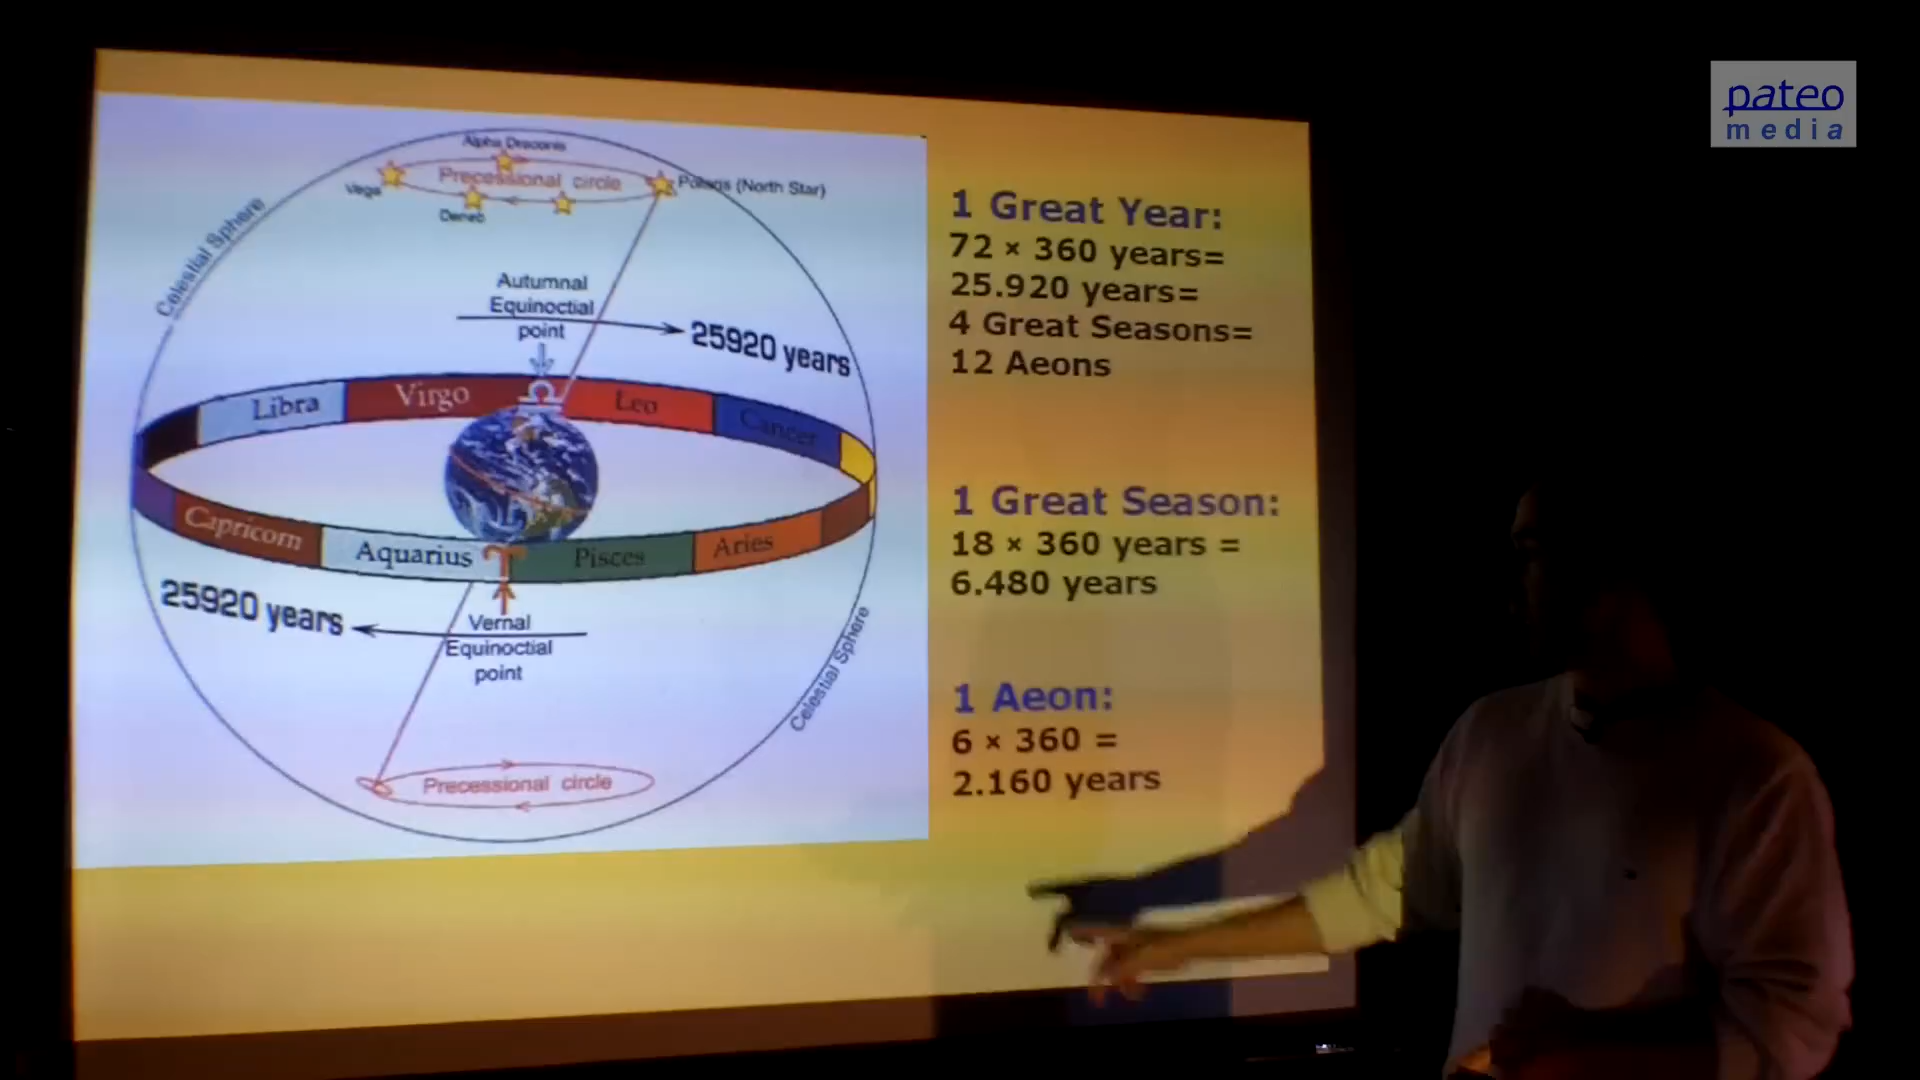 pateo
media
Alpha Draconis
Precessional circle
Vega
Polaris (North Star)
Deneb
Celestial Sphere
Autumnal
Equinoctial
point
25920 years
Libra
Virgo
Leo
Cancer
Capricorn
Aquarius
Pisces
Aries
25920 years
Vernal
Equinoctial
point
Celestial Sphere
Precessional circle
1 Great Year:
72 × 360 years=
25.920 years=
4 Great Seasons=
12 Aeons
1 Great Season:
18 × 360 years =
6.480 years
1 Aeon:
6 × 360 =
2.160 years